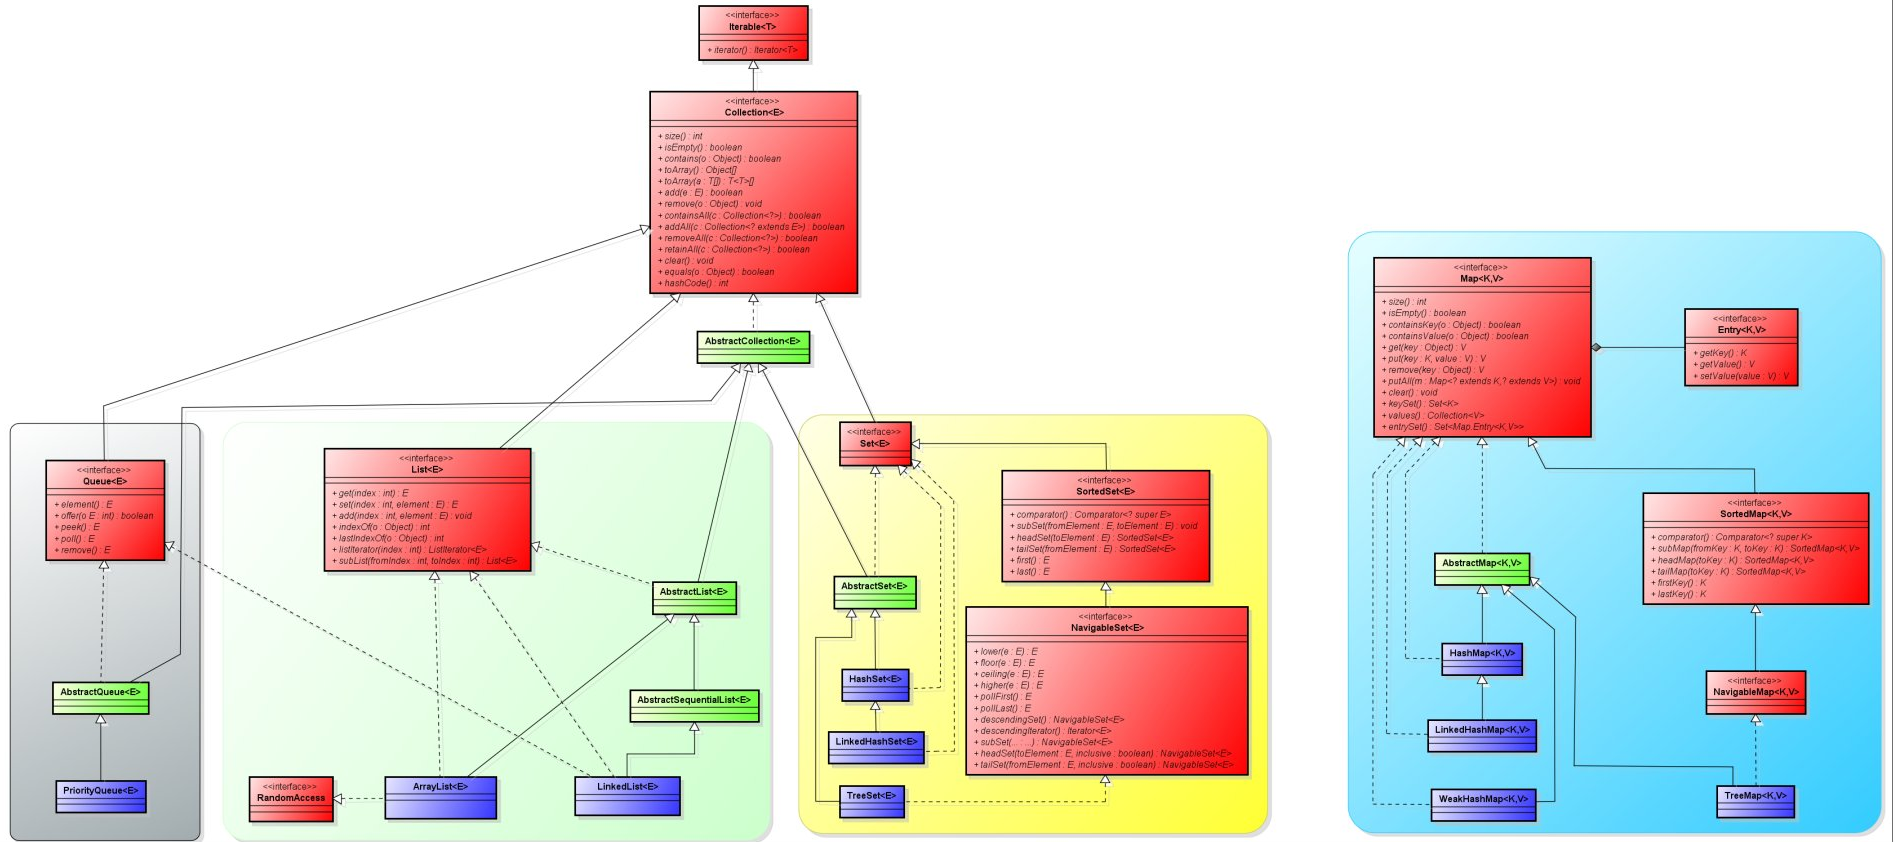 <<interface>>
Iterable<T>
+ iterator() : Iterator<T>
<<interface>>
Collection<E>
+ size() : int
+ isEmpty() : boolean
+ contains(o : Object) : boolean
+ toArray() : Object[]
+ toArray(a : T[]) : T<T>[]
+ add(e : E) : boolean
+ remove(o : Object) : void
+ containsAll(c : Collection<?>) : boolean
+ addAll(c : Collection<? extends E>) : boolean
+ removeAll(c : Collection<?>) : boolean
+ retainAll(c : Collection<?>) : boolean
+ clear() : void
+ equals(o : Object) : boolean
+ hashCode() : int
AbstractCollection<E>
<<interface>>
Queue<E>
+ element() : E
+ offer(o E : int) : boolean
+ peek() : E
+ poll() : E
+ remove() : E
AbstractQueue<E>
PriorityQueue<E>
<<interface>>
List<E>
+ get(index : int) : E
+ set(index : int, element : E) : E
+ add(index : int, element : E) : void
+ indexOf(o : Object) : int
+ lastIndexOf(o : Object) : int
+ listIterator(index : int) : ListIterator<E>
+ subList(fromIndex : int, toIndex : int) : List<E>
AbstractList<E>
AbstractSequentialList<E>
<<interface>>
RandomAccess
ArrayList<E>
LinkedList<E>
<<interface>>
Set<E>
<<interface>>
SortedSet<E>
+ comparator() : Comparator<? super E>
+ subSet(fromElement : E, toElement : E) : void
+ headSet(toElement : E) : SortedSet<E>
+ tailSet(fromElement : E) : SortedSet<E>
+ first() : E
+ last() : E
AbstractSet<E>
<<interface>>
NavigableSet<E>
+ lower(e : E) : E
+ floor(e : E) : E
+ ceiling(e : E) : E
+ higher(e : E) : E
+ pollFirst() : E
+ pollLast() : E
+ descendingSet() : NavigableSet<E>
+ descendingIterator() : Iterator<E>
+ subSet(... : ...) : NavigableSet<E>
+ headSet(toElement : E, inclusive : boolean) : NavigableSet<E>
+ tailSet(fromElement : E, inclusive : boolean) : NavigableSet<E>
HashSet<E>
LinkedHashSet<E>
TreeSet<E>
<<interface>>
Map<K,V>
+ size() : int
+ isEmpty() : boolean
+ containsKey(o : Object) : boolean
+ containsValue(o : Object) : boolean
+ get(key : Object) : V
+ put(key : K, value : V) : V
+ remove(key : Object) : V
+ putAll(m : Map<? extends K,? extends V>) : void
+ clear() : void
+ keySet() : Set<K>
+ values() : Collection<V>
+ entrySet() : Set<Map.Entry<K,V>>
<<interface>>
Entry<K,V>
+ getKey() : K
+ getValue() : V
+ setValue(value : V) : V
<<interface>>
SortedMap<K,V>
+ comparator() : Comparator<? super K>
+ subMap(fromKey : K, toKey : K) : SortedMap<K,V>
+ headMap(toKey : K) : SortedMap<K,V>
+ tailMap(toKey : K) : SortedMap<K,V>
+ firstKey() : K
+ lastKey() : K
AbstractMap<K,V>
HashMap<K,V>
<<interface>>
NavigableMap<K,V>
LinkedHashMap<K,V>
WeakHashMap<K,V>
TreeMap<K,V>